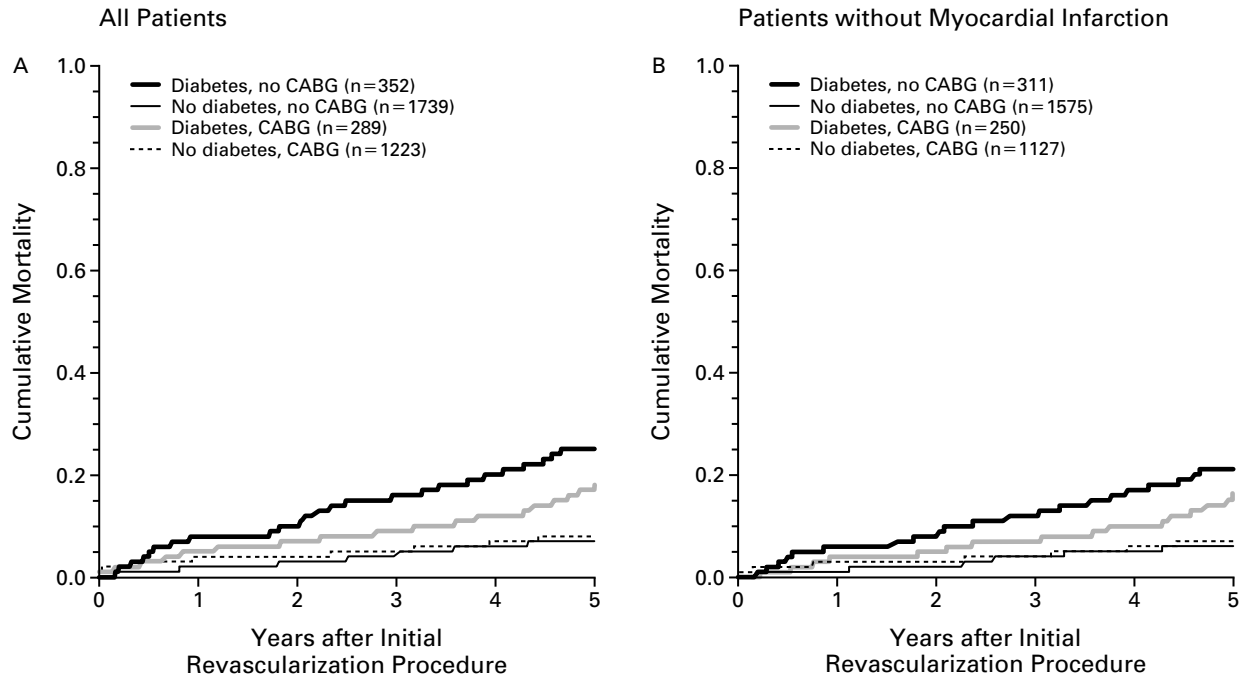 All Patients
A
Diabetes, no CABG (n=352)
No diabetes, no CABG (n=1739)
Diabetes, CABG (n=289)
No diabetes, CABG (n=1223)
Cumulative Mortality
1.0
0.8
0.6
0.4
0.2
0.0
0 1 2 3 4 5
Years after Initial
Revascularization Procedure
Patients without Myocardial Infarction
B
Diabetes, no CABG (n=311)
No diabetes, no CABG (n=1575)
Diabetes, CABG (n=250)
No diabetes, CABG (n=1127)
Cumulative Mortality
1.0
0.8
0.6
0.4
0.2
0.0
0 1 2 3 4 5
Years after Initial
Revascularization Procedure